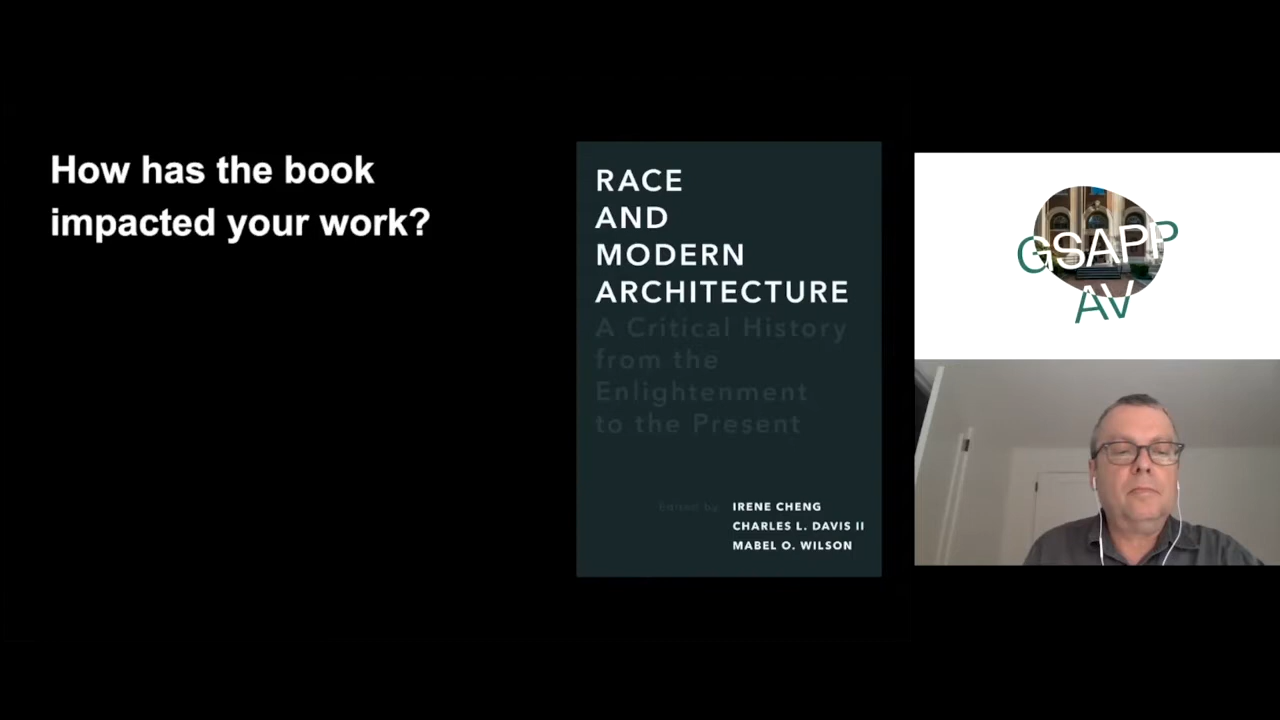 How has the book
impacted your work?
RACE
AND
MODERN
ARCHITECTURE
A Critical History
from the
Enlightenment
to the Present
Edited by IRENE CHENG
CHARLES L. DAVIS II
MABEL O. WILSON
GSAPP
AV